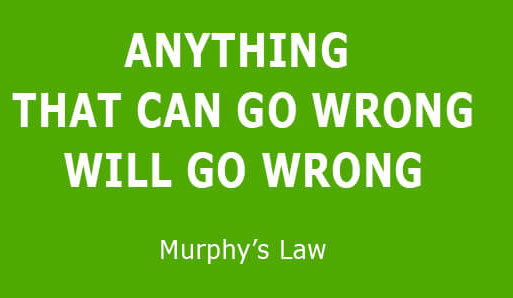 ANYTHING
THAT CAN GO WRONG
WILL GO WRONG
Murphy’s Law